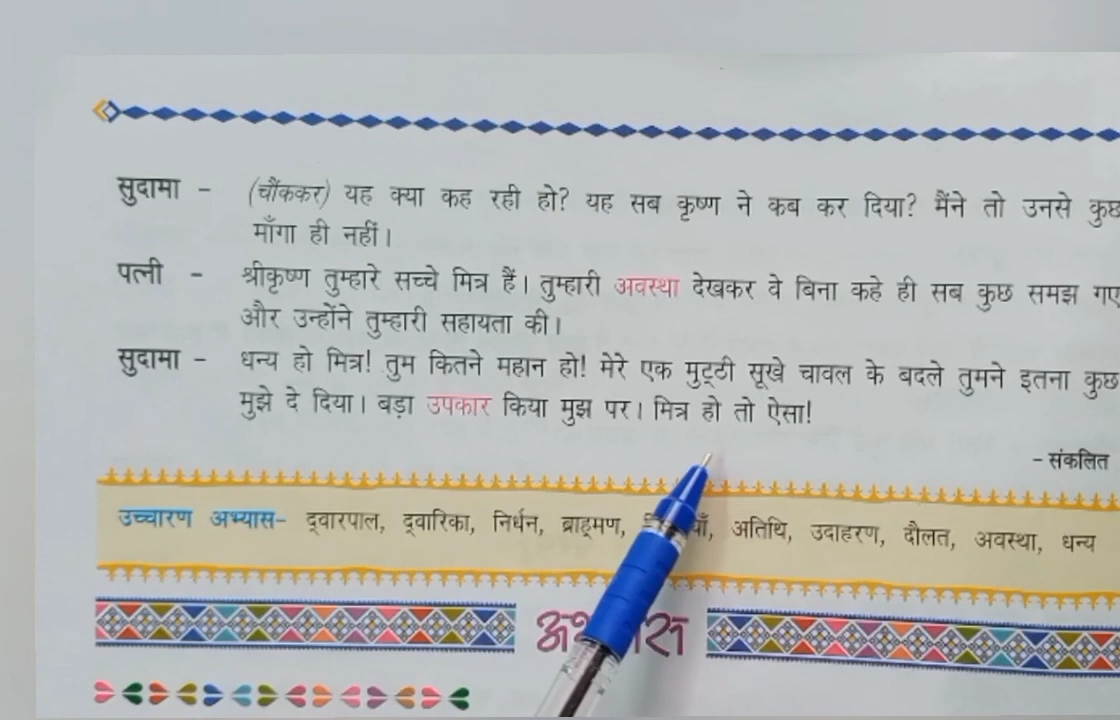 सुदामा - (चौंककर) यह क्या कह रही हो? यह सब कृष्ण ने कब कर दिया? मैंने तो उनसे कुछ
माँगा ही नहीं।
पत्नी - श्रीकृष्ण तुम्हारे सच्चे मित्र हैं। तुम्हारी अवस्था देखकर वे बिना कहे ही सब कुछ समझ गए
और उन्होंने तुम्हारी सहायता की।
सुदामा - धन्य हो मित्र! तुम कितने महान हो! मेरे एक मुट्ठी सूखे चावल के बदले तुमने इतना कुछ
मुझे दे दिया। बड़ा उपकार किया मुझ पर। मित्र हो तो ऐसा!
- संकलित
उच्चारण अभ्यास- द्वारपाल, द्वारिका, निर्धन, ब्राह्मण, अतिथि, उदाहरण, दौलत, अवस्था, धन्य